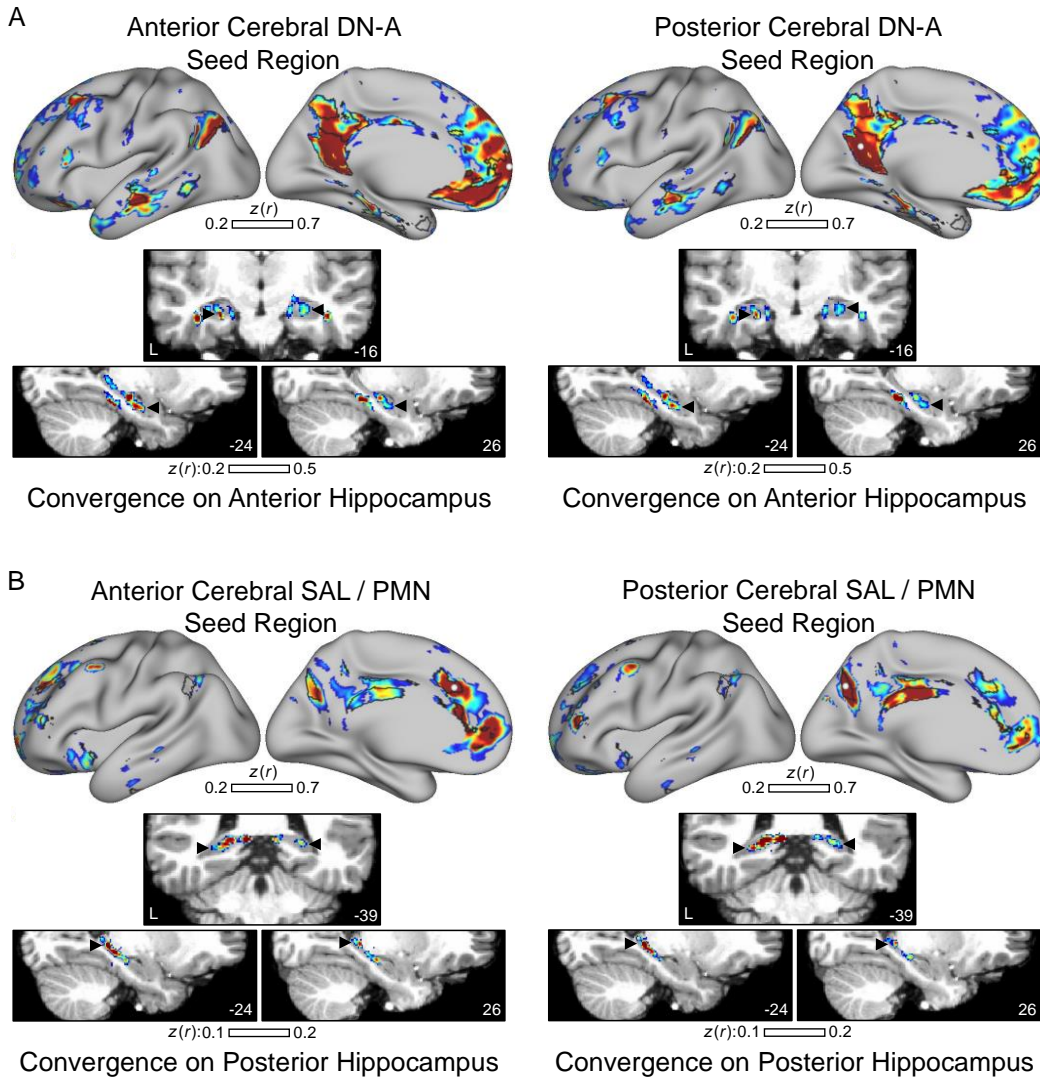 A
Anterior Cerebral DN-A
Seed Region
Posterior Cerebral DN-A
Seed Region
z(r)
0.2 0.7
z(r)
0.2 0.7
L -16
L -16
-24
26
-24
26
z(r):0.2 0.5
z(r):0.2 0.5
Convergence on Anterior Hippocampus
Convergence on Anterior Hippocampus
B
Anterior Cerebral SAL / PMN
Seed Region
Posterior Cerebral SAL / PMN
Seed Region
z(r)
0.2 0.7
z(r)
0.2 0.7
L -39
L -39
-24
26
-24
26
z(r):0.1 0.2
z(r):0.1 0.2
Convergence on Posterior Hippocampus
Convergence on Posterior Hippocampus